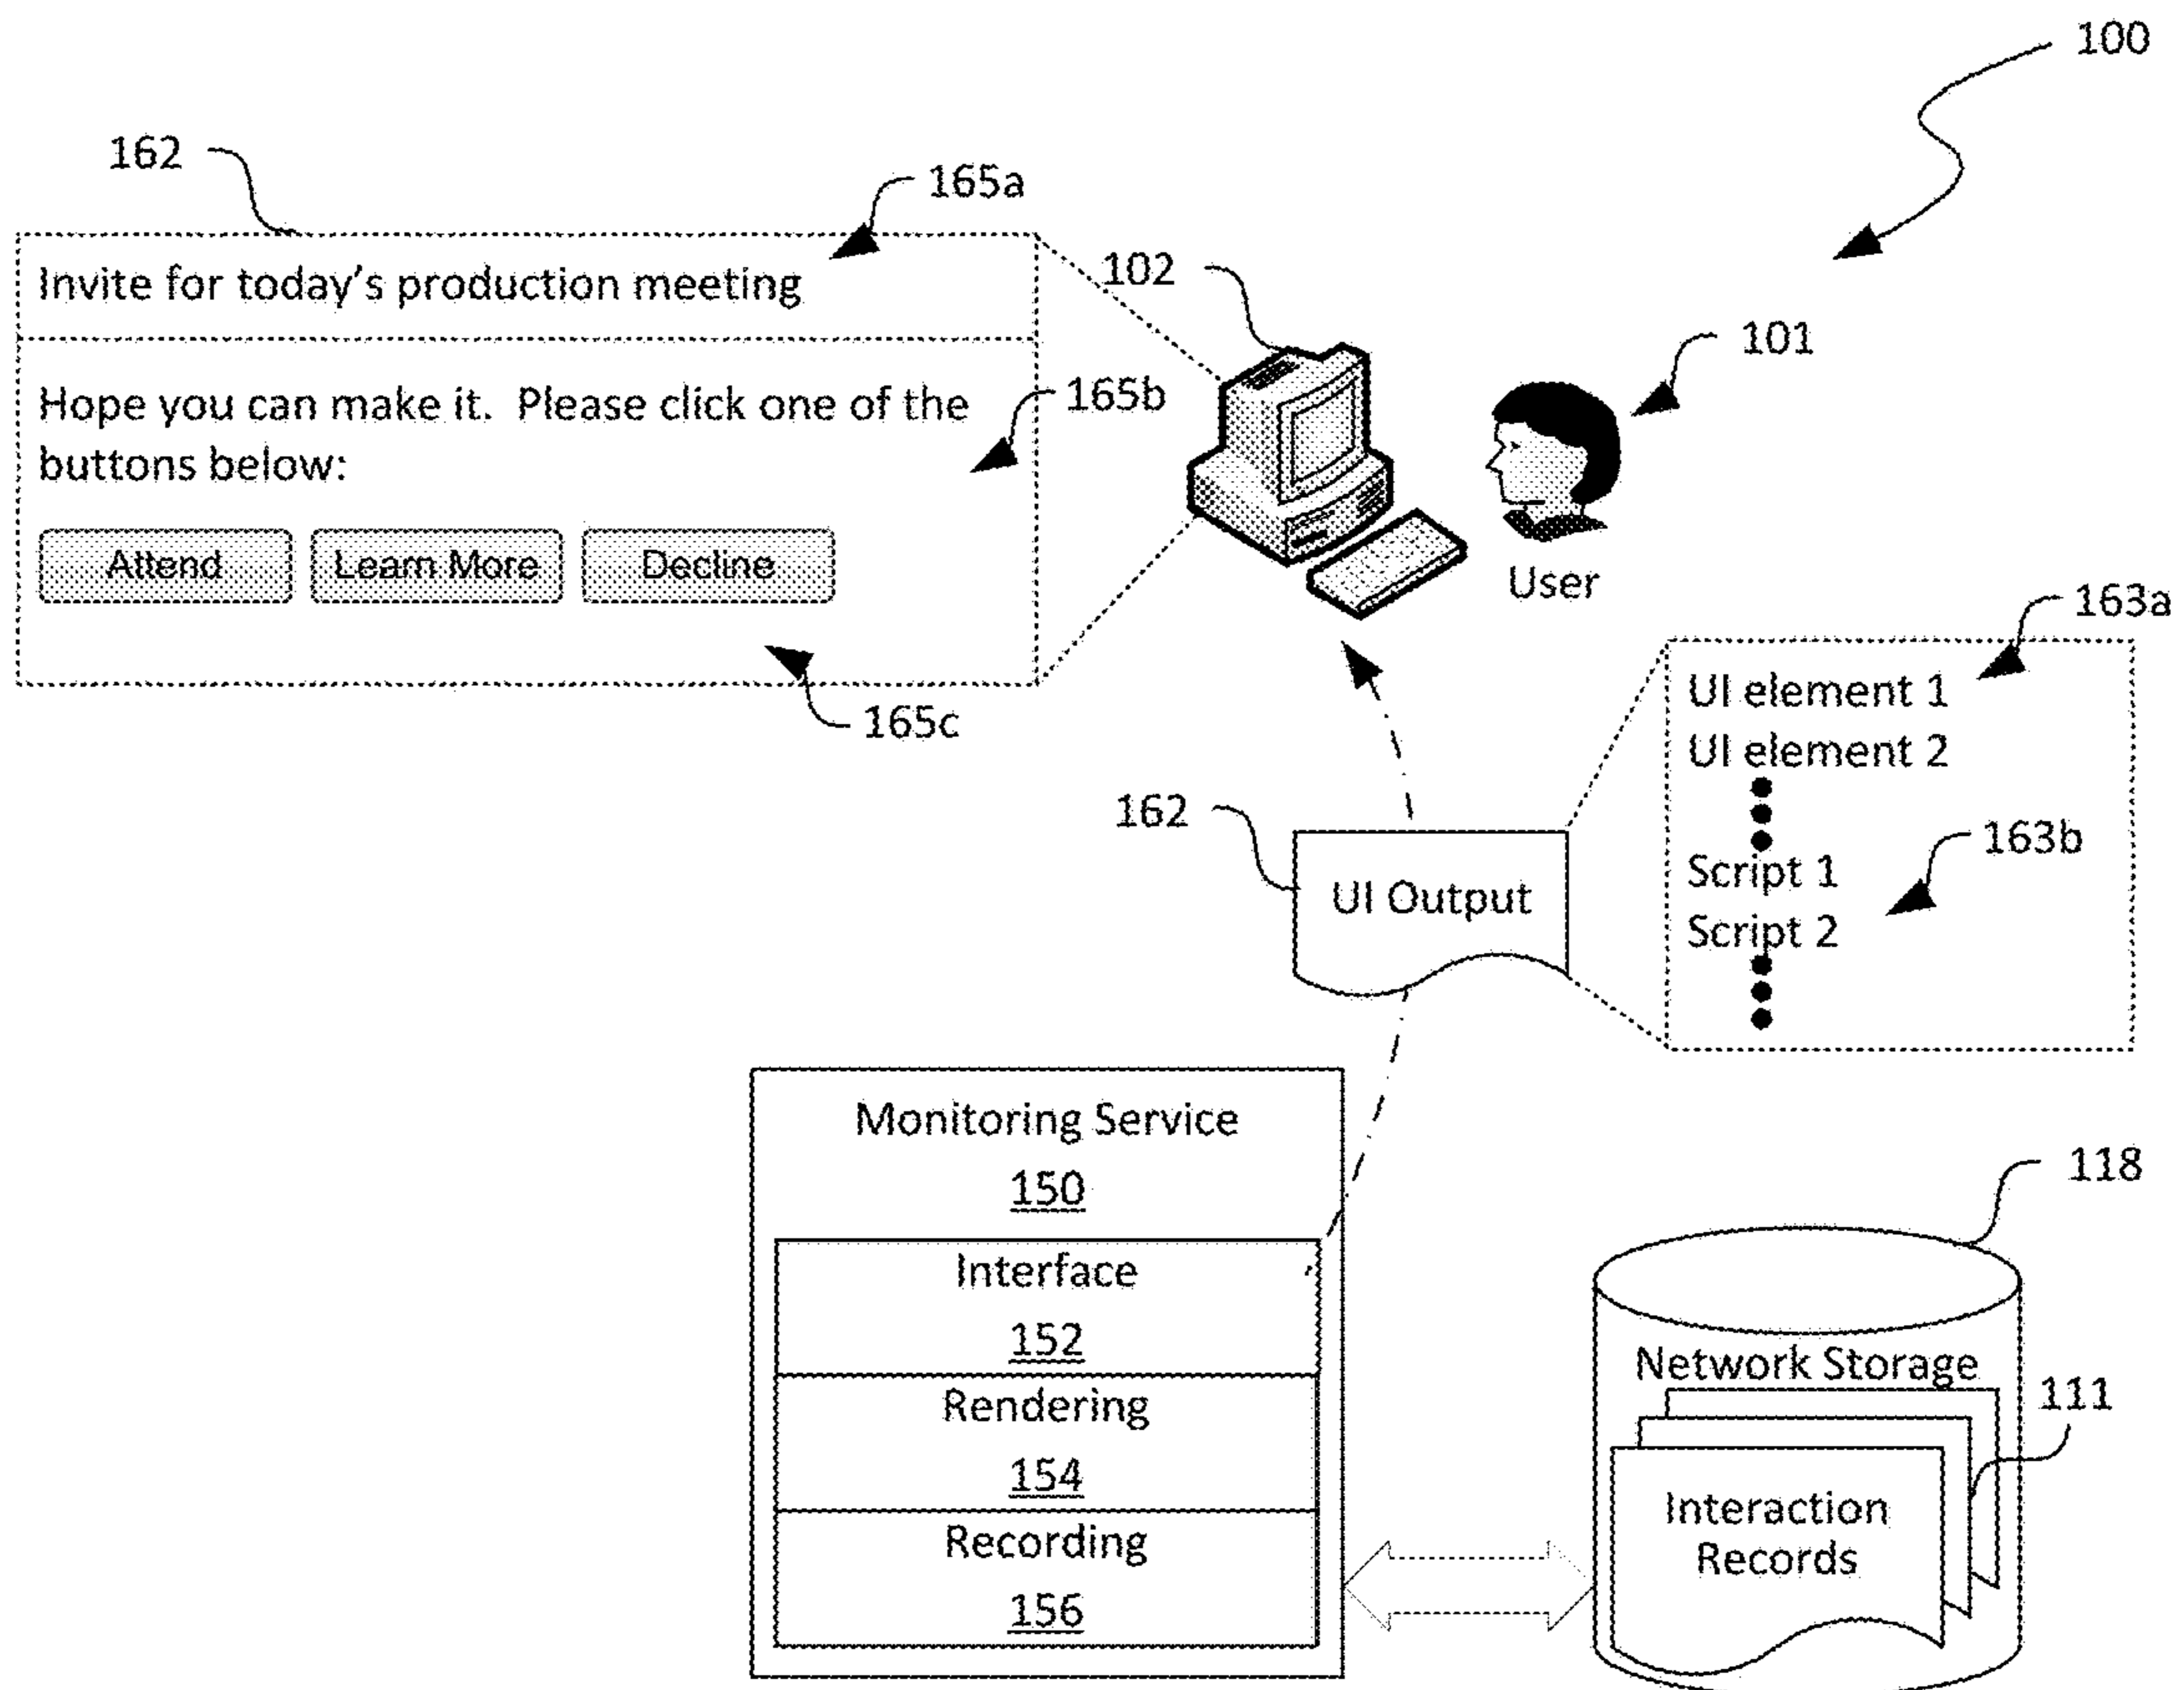 100
162
165a
Invite for today's production meeting
102
101
Hope you can make it. Please click one of the
buttons below:
165b
Attend
Learn More
Decline
User
165c
163a
UI element 1
UI element 2
162
UI Output
163b
Script 1
Script 2
Monitoring Service
150
Interface
152
Rendering
154
Recording
156
118
Network Storage
111
Interaction
Records